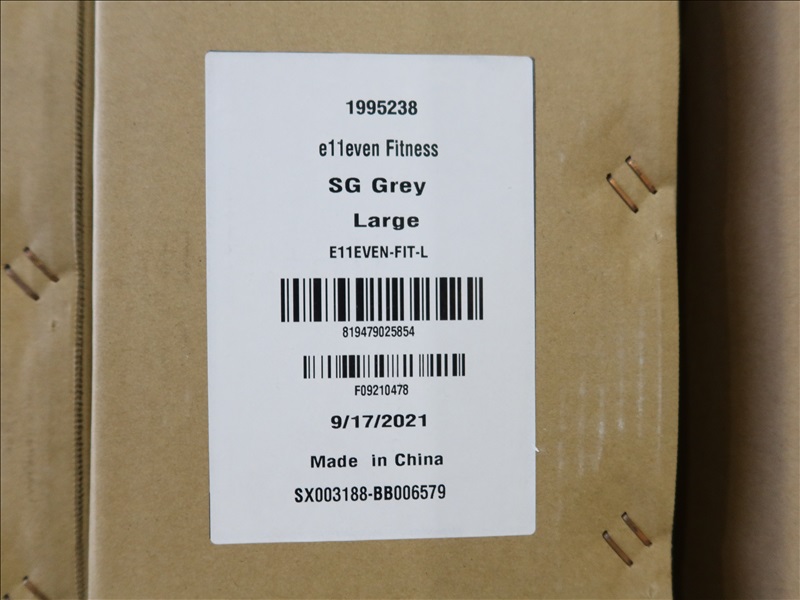 1995238
e11even Fitness
SG Grey
Large
E11EVEN-FIT-L
819479025854
F09210478
9/17/2021
Made in China
SX003188-BB006579